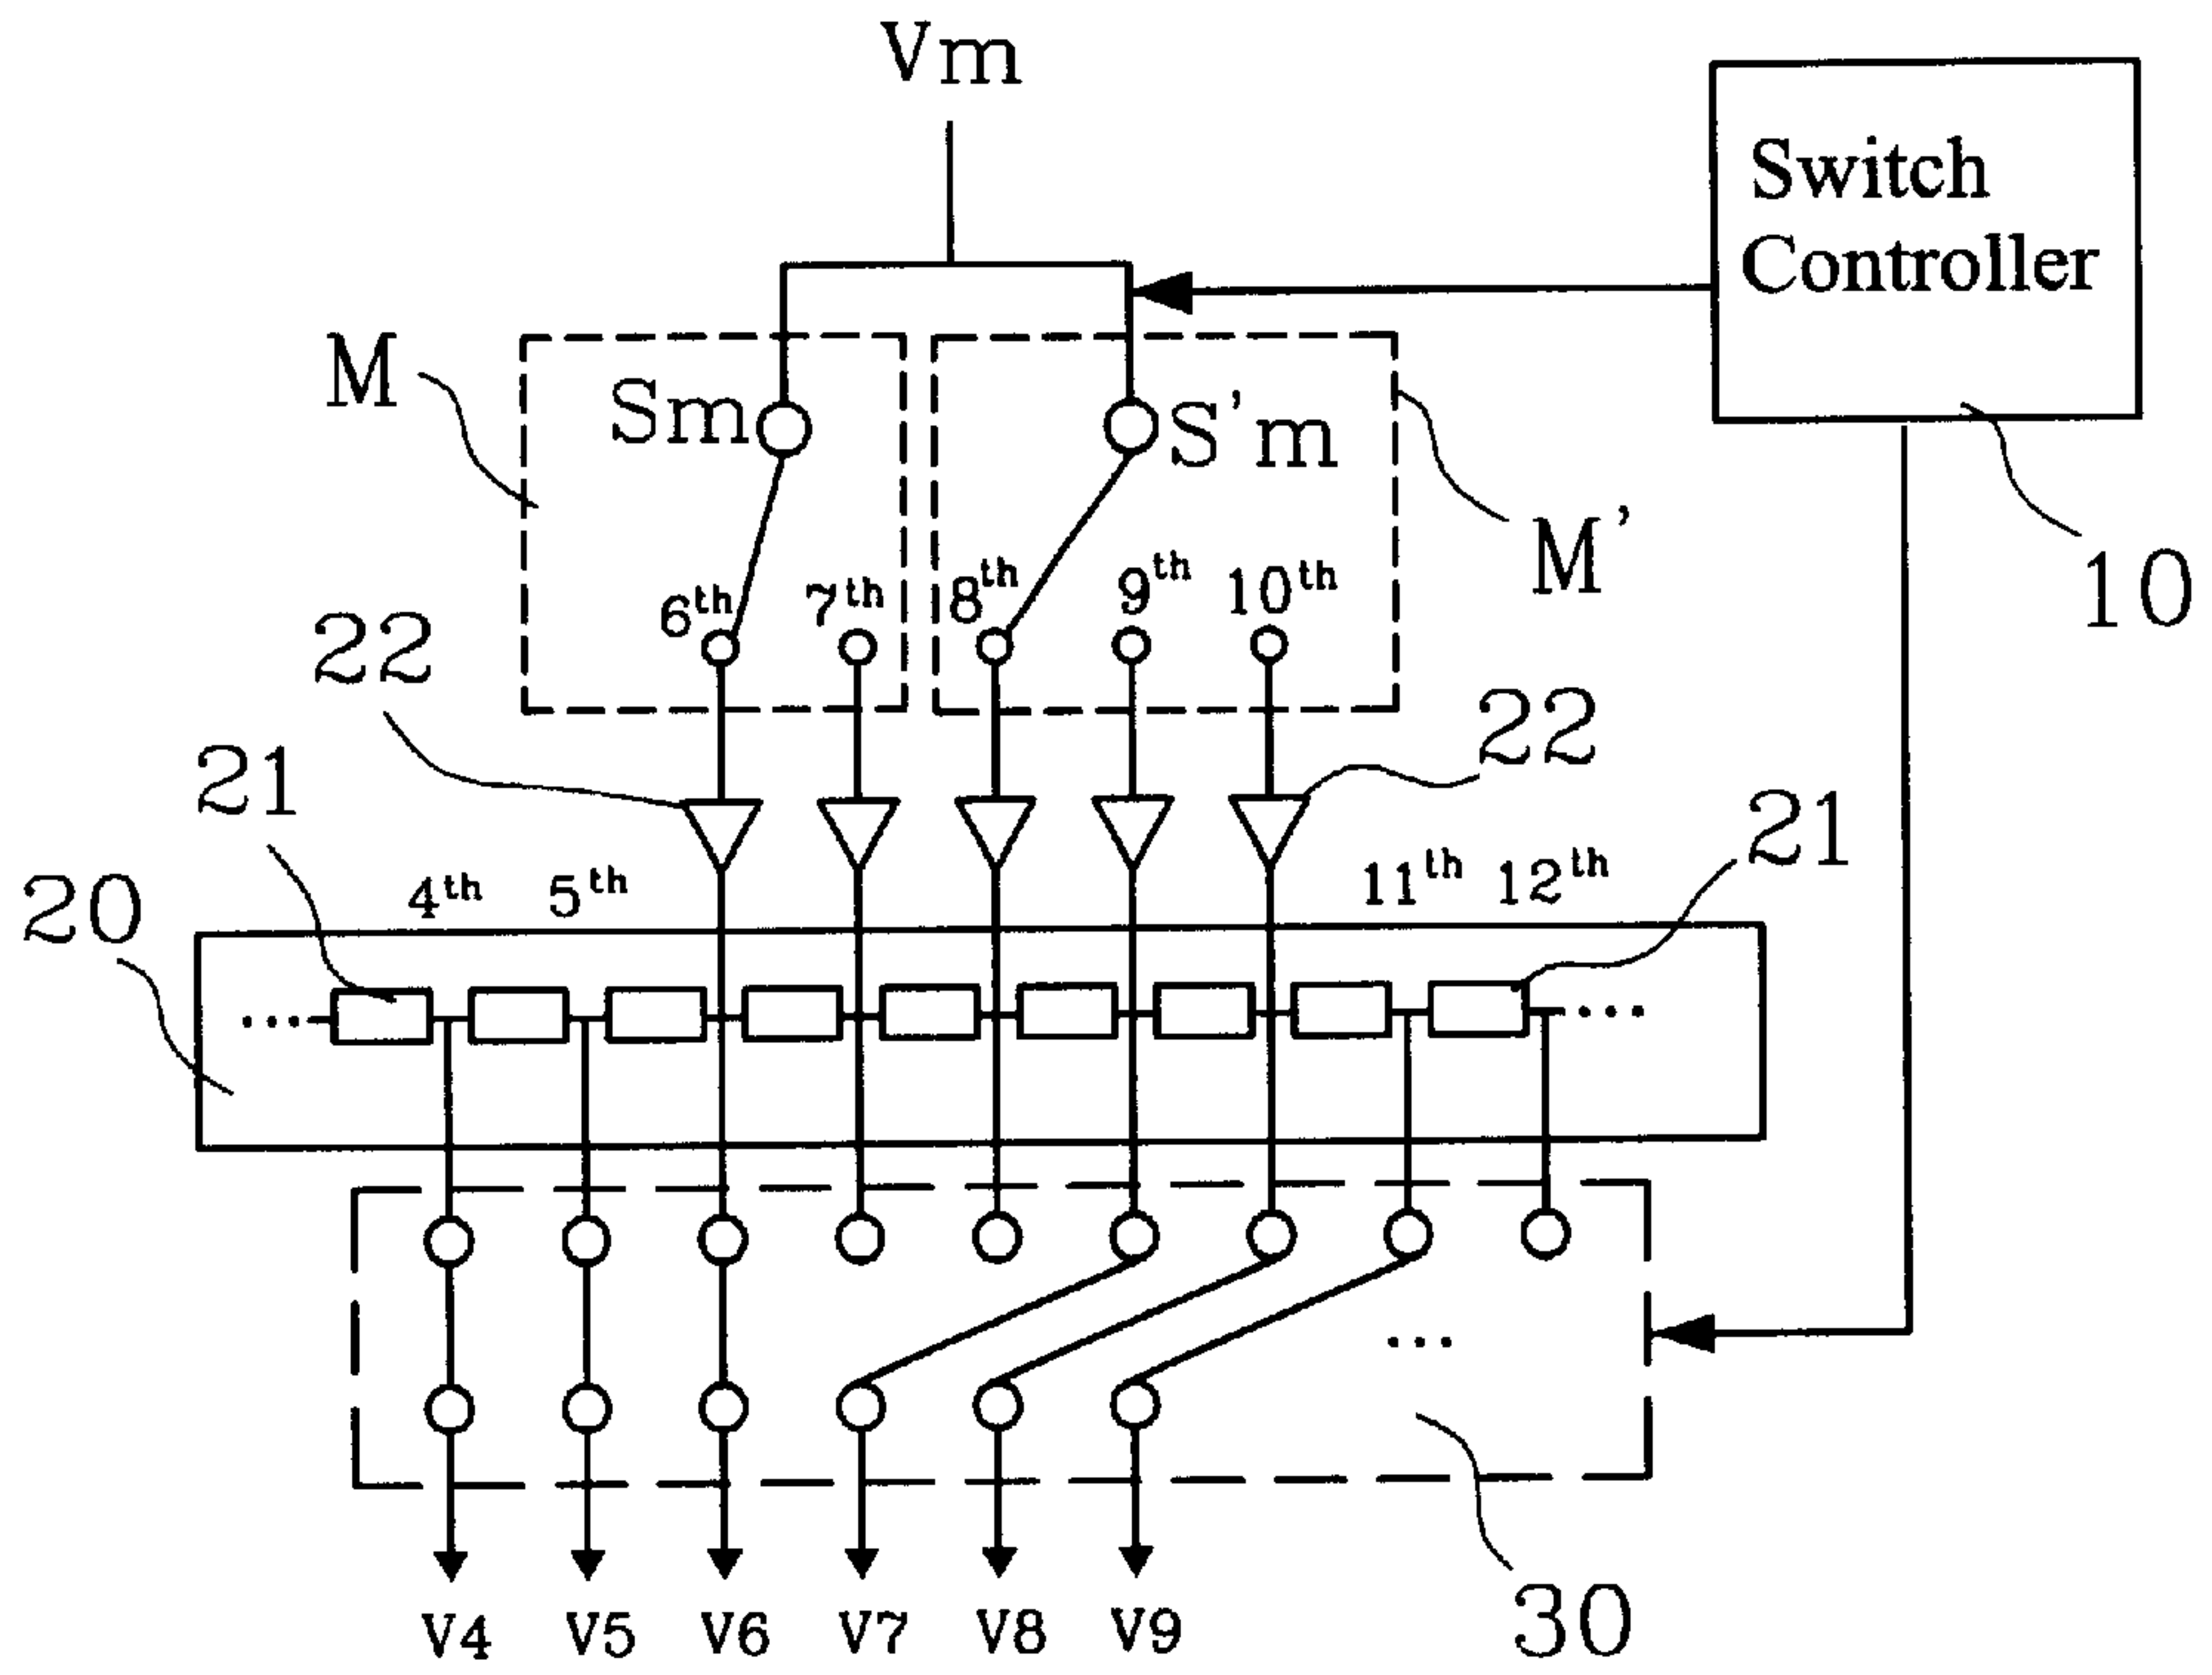 Vm
Switch
Controller
M
Sm
S'm
M'
10
6th
7th
8th
9th
10th
22
22
21
21
20
4th
5th
11th
12th
...
...
...
V4
V5
V6
V7
V8
V9
30